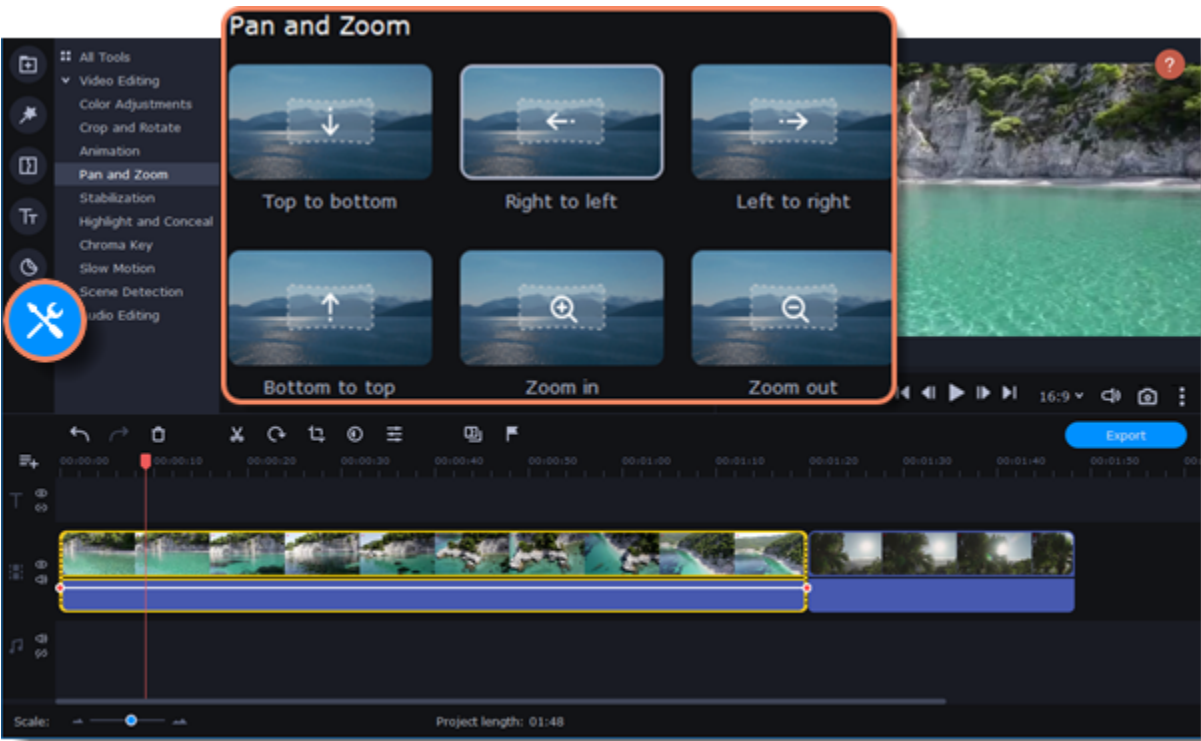 Pan and Zoom
All Tools
Video Editing
Color Adjustments
Crop and Rotate
Animation
Pan and Zoom
Stabilization
Highlight and Conceal
Chroma Key
Slow Motion
Scene Detection
udio Editing
Top to bottom
Right to left
Left to right
Bottom to top
Zoom in
Zoom out
?
16:9
Export
00:00:00 00:00:10 00:00:20 00:00:30 00:00:40 00:00:50 00:01:00 00:01:10 00:01:20 00:01:30 00:01:40 00:01:50 00:
Scale:
Project length: 01:48